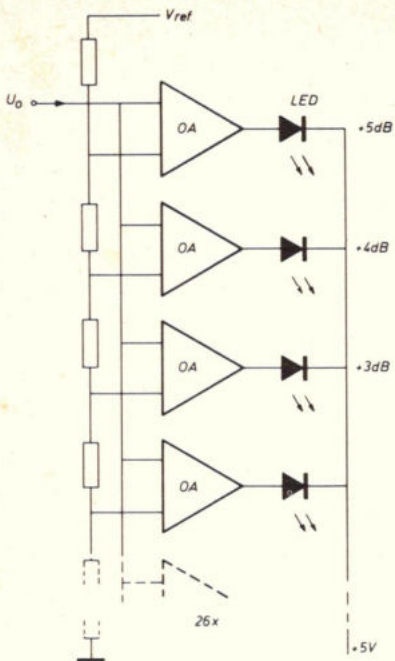 Vref
U₀
OA
LED
+5dB
OA
+4dB
OA
+3dB
OA
26x
+5V